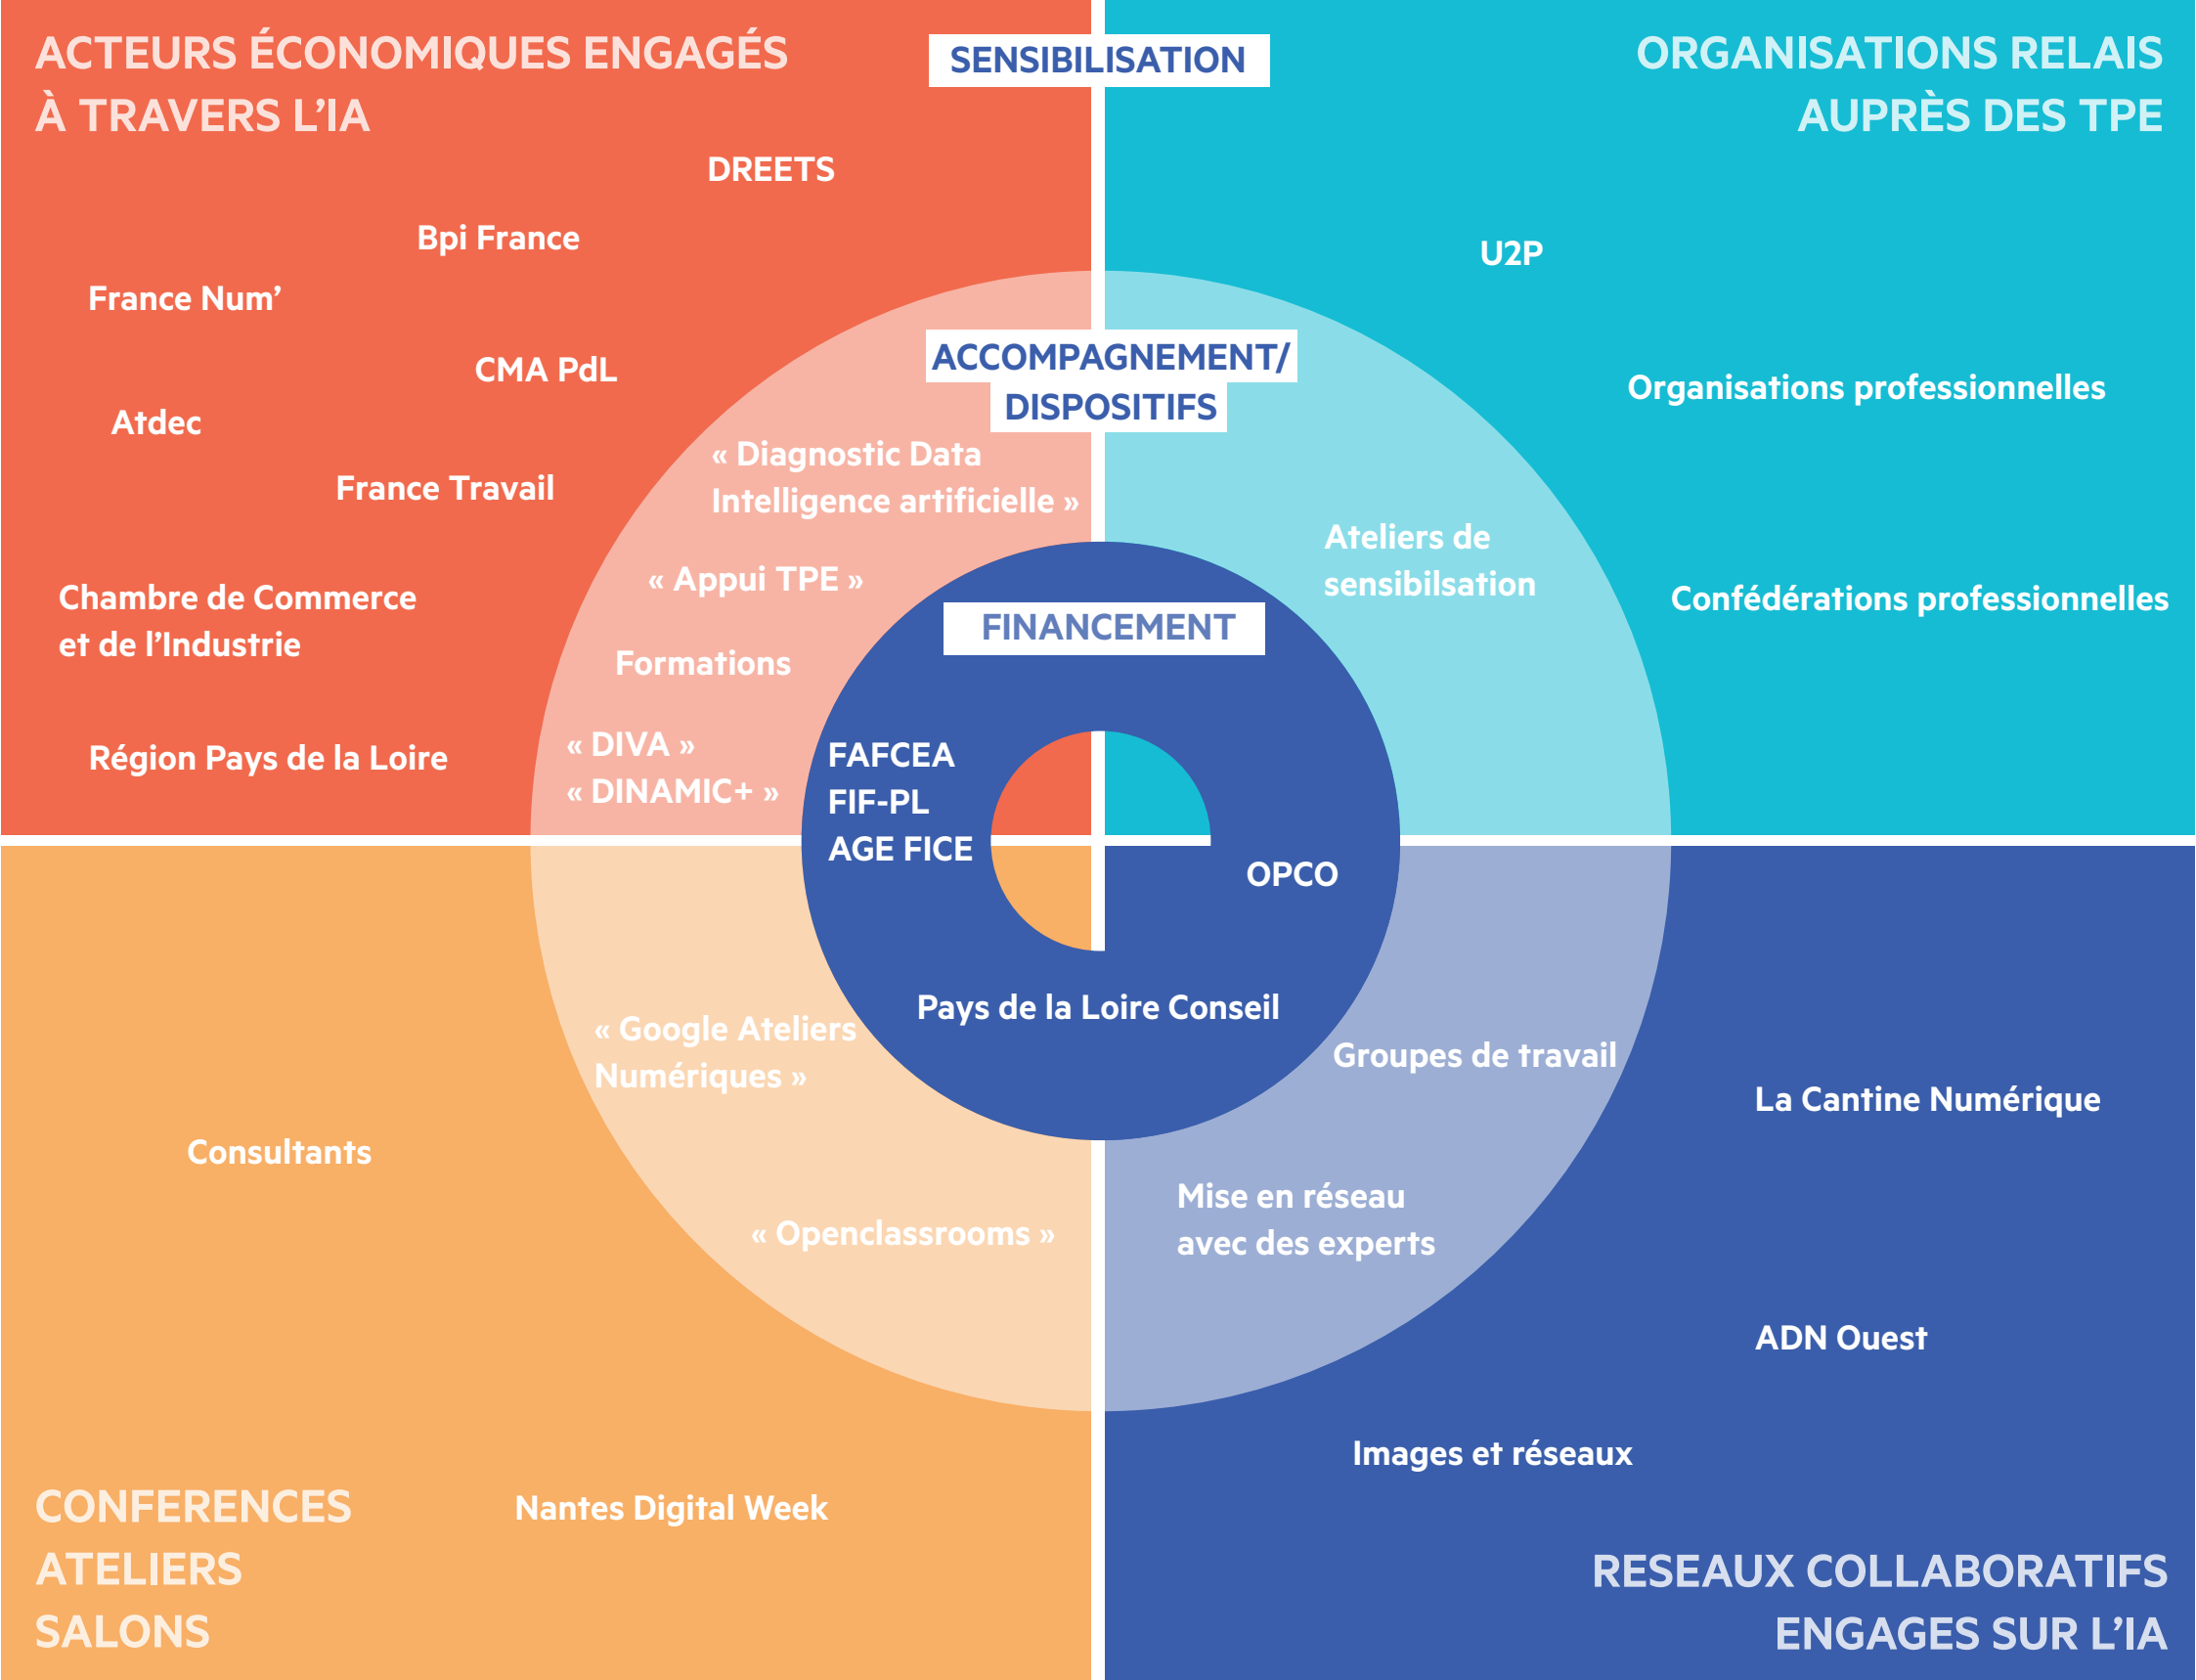 ACTEURS ÉCONOMIQUES ENGAGÉS
À TRAVERS L’IA
SENSIBILISATION
ORGANISATIONS RELAIS
AUPRÈS DES TPE
DREETS
Bpi France
France Num’
CMA PdL
Atdec
France Travail
Chambre de Commerce
et de l’Industrie
Région Pays de la Loire
U2P
Organisations professionnelles
Confédérations professionnelles
ACCOMPAGNEMENT/
DISPOSITIFS
« Diagnostic Data
Intelligence artificielle »
« Appui TPE »
Formations
« DIVA »
« DINAMIC+ »
Ateliers de
sensibilsation
FINANCEMENT
FAFCEA
FIF-PL
AGE FICE
OPCO
Pays de la Loire Conseil
« Google Ateliers
Numériques »
« Openclassrooms »
Groupes de travail
Mise en réseau
avec des experts
Consultants
Nantes Digital Week
La Cantine Numérique
ADN Ouest
Images et réseaux
CONFERENCES
ATELIERS
SALONS
RESEAUX COLLABORATIFS
ENGAGES SUR L’IA